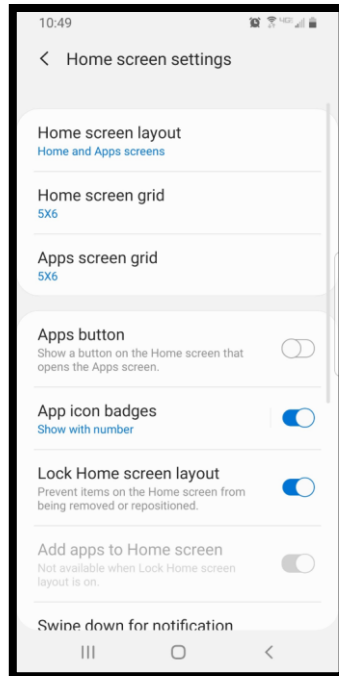 10:49
Home screen settings
Home screen layout
Home and Apps screens
Home screen grid
5X6
Apps screen grid
5X6
Apps button
Show a button on the Home screen that
opens the Apps screen.
App icon badges
Show with number
Lock Home screen layout
Prevent items on the Home screen from
being removed or repositioned.
Add apps to Home screen
Not available when Lock Home screen
layout is on.
Swipe down for notification